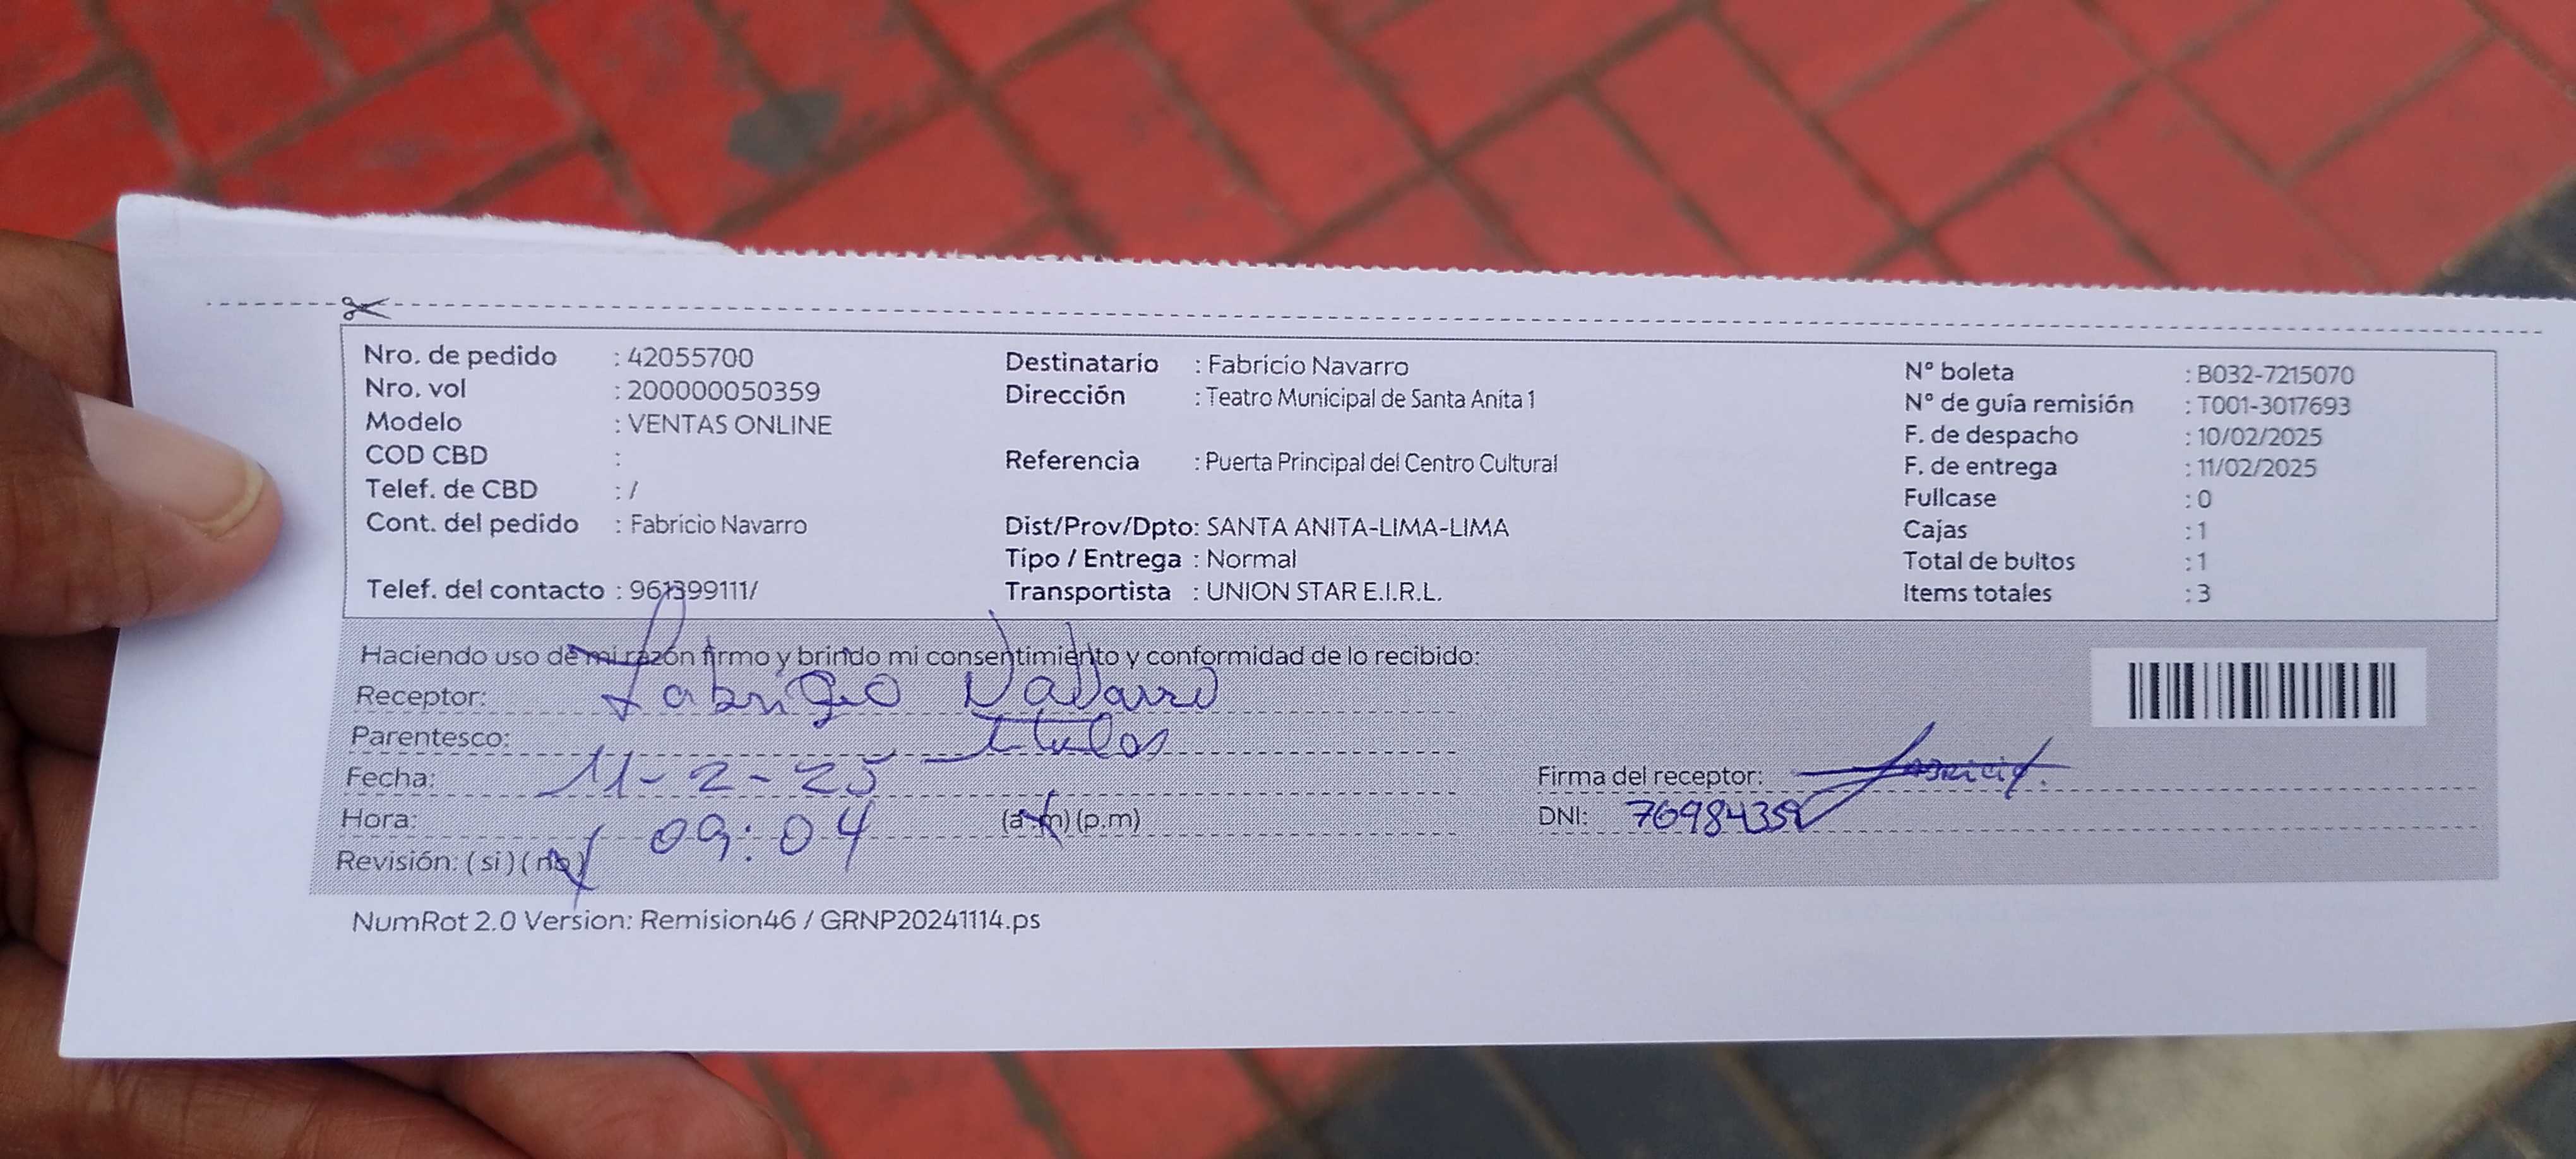 Nro. de pedido : 42055700
Nro. vol : 200000050359
Modelo : VENTAS ONLINE
COD CBD :
Telef. de CBD : /
Cont. del pedido : Fabricio Navarro
Telef. del contacto : 961399111/
Destinatario : Fabricio Navarro
Dirección : Teatro Municipal de Santa Anita 1
Referencia : Puerta Principal del Centro Cultural
Dist/Prov/Dpto: SANTA ANITA-LIMA-LIMA
Tipo / Entrega : Normal
Transportista : UNION STAR E.I.R.L.
N° boleta : B032-7215070
N° de guía remisión : T001-3017693
F. de despacho : 10/02/2025
F. de entrega : 11/02/2025
Fullcase : 0
Cajas : 1
Total de bultos : 1
Items totales : 3
Haciendo uso de mi razón firmo y brindo mi consentimiento y conformidad de lo recibido:
Receptor: Fabrizio Navarro
Parentesco: titular
Fecha: 11-2-25
Hora: 09:04 (a.m) (p.m)
Revisión: (si) (no)
Firma del receptor: Fabricio
DNI:
NumRot 2.0 Version: Remision46 / GRNP20241114.ps